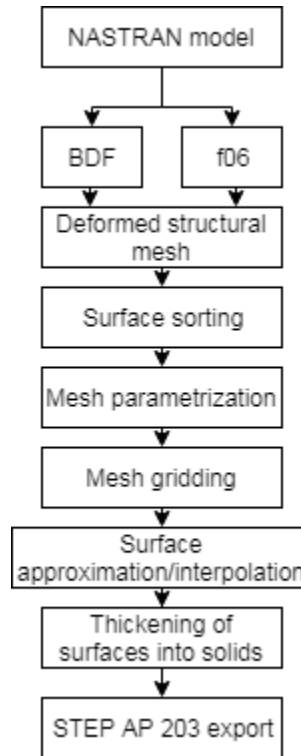 NASTRAN model
BDF
f06
Deformed structural
mesh
Surface sorting
Mesh parametrization
Mesh gridding
Surface
approximation/interpolation
Thickening of
surfaces into solids
STEP AP 203 export